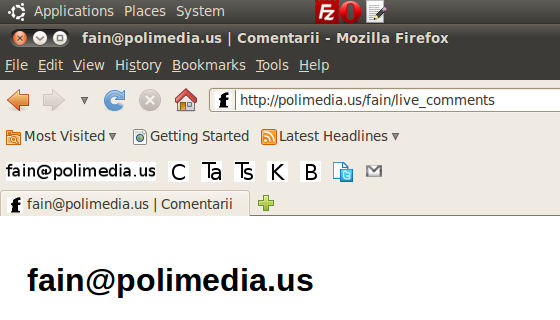 Applications Places System
fain@polimedia.us | Comentarii - Mozilla Firefox
File Edit View History Bookmarks Tools Help
f http://polimedia.us/fain/live_comments
Most Visited Getting Started Latest Headlines
fain@polimedia.us C Ta Ts K B
f fain@polimedia.us | Comentarii
fain@polimedia.us